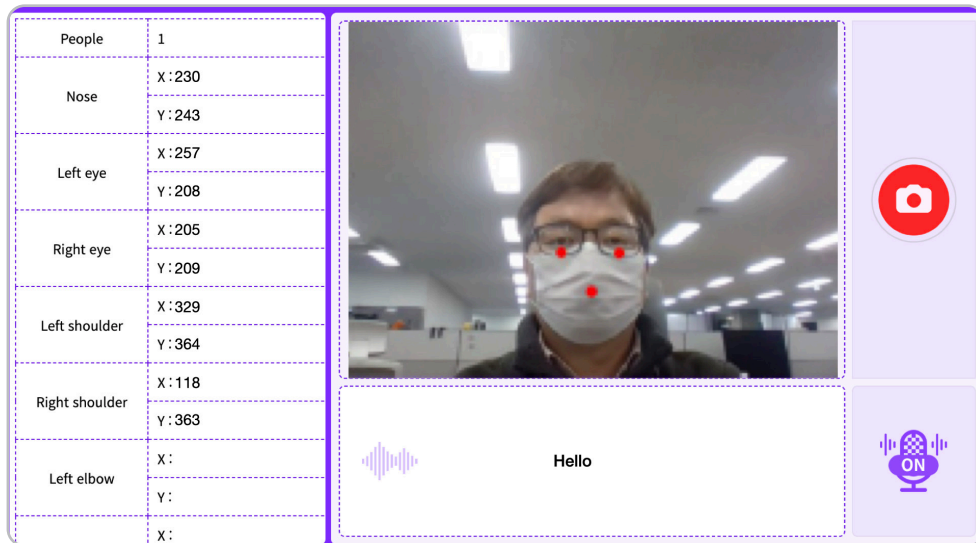 People 1
Nose X : 230
Y : 243
Left eye X : 257
Y : 208
Right eye X : 205
Y : 209
Left shoulder X : 329
Y : 364
Right shoulder X : 118
Y : 363
Left elbow X :
Y :
X :
Hello
ON